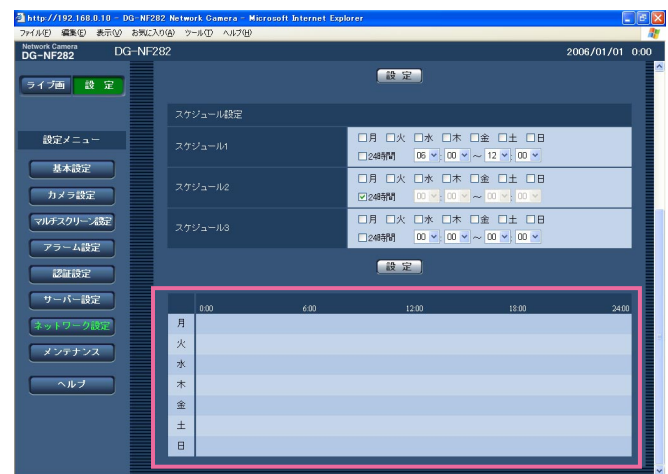 http://192.168.0.10 - DG-NF282 Network Camera - Microsoft Internet Explorer
ファイル(F) 編集(E) 表示(V) お気に入り(A) ツール(T) ヘルプ(H)
Network Camera
DG-NF282
DG-NF282
2006/01/01 0:00
ライブ画 設 定
設 定
スケジュール設定
設定メニュー
スケジュール1
□月 □火 □水 □木 □金 □土 □日
□24時間 06 : 00 ～ 12 : 00
基本設定
カメラ設定
スケジュール2
□月 □火 □水 □木 □金 □土 □日
☑24時間 00 : 00 ～ 00 : 00
マルチスクリーン設定
スケジュール3
□月 □火 □水 □木 □金 □土 □日
□24時間 00 : 00 ～ 00 : 00
アラーム設定
認証設定
設 定
サーバー設定
ネットワーク設定
メンテナンス
ヘルプ
0:00 6:00 12:00 18:00 24:00
月
火
水
木
金
土
日